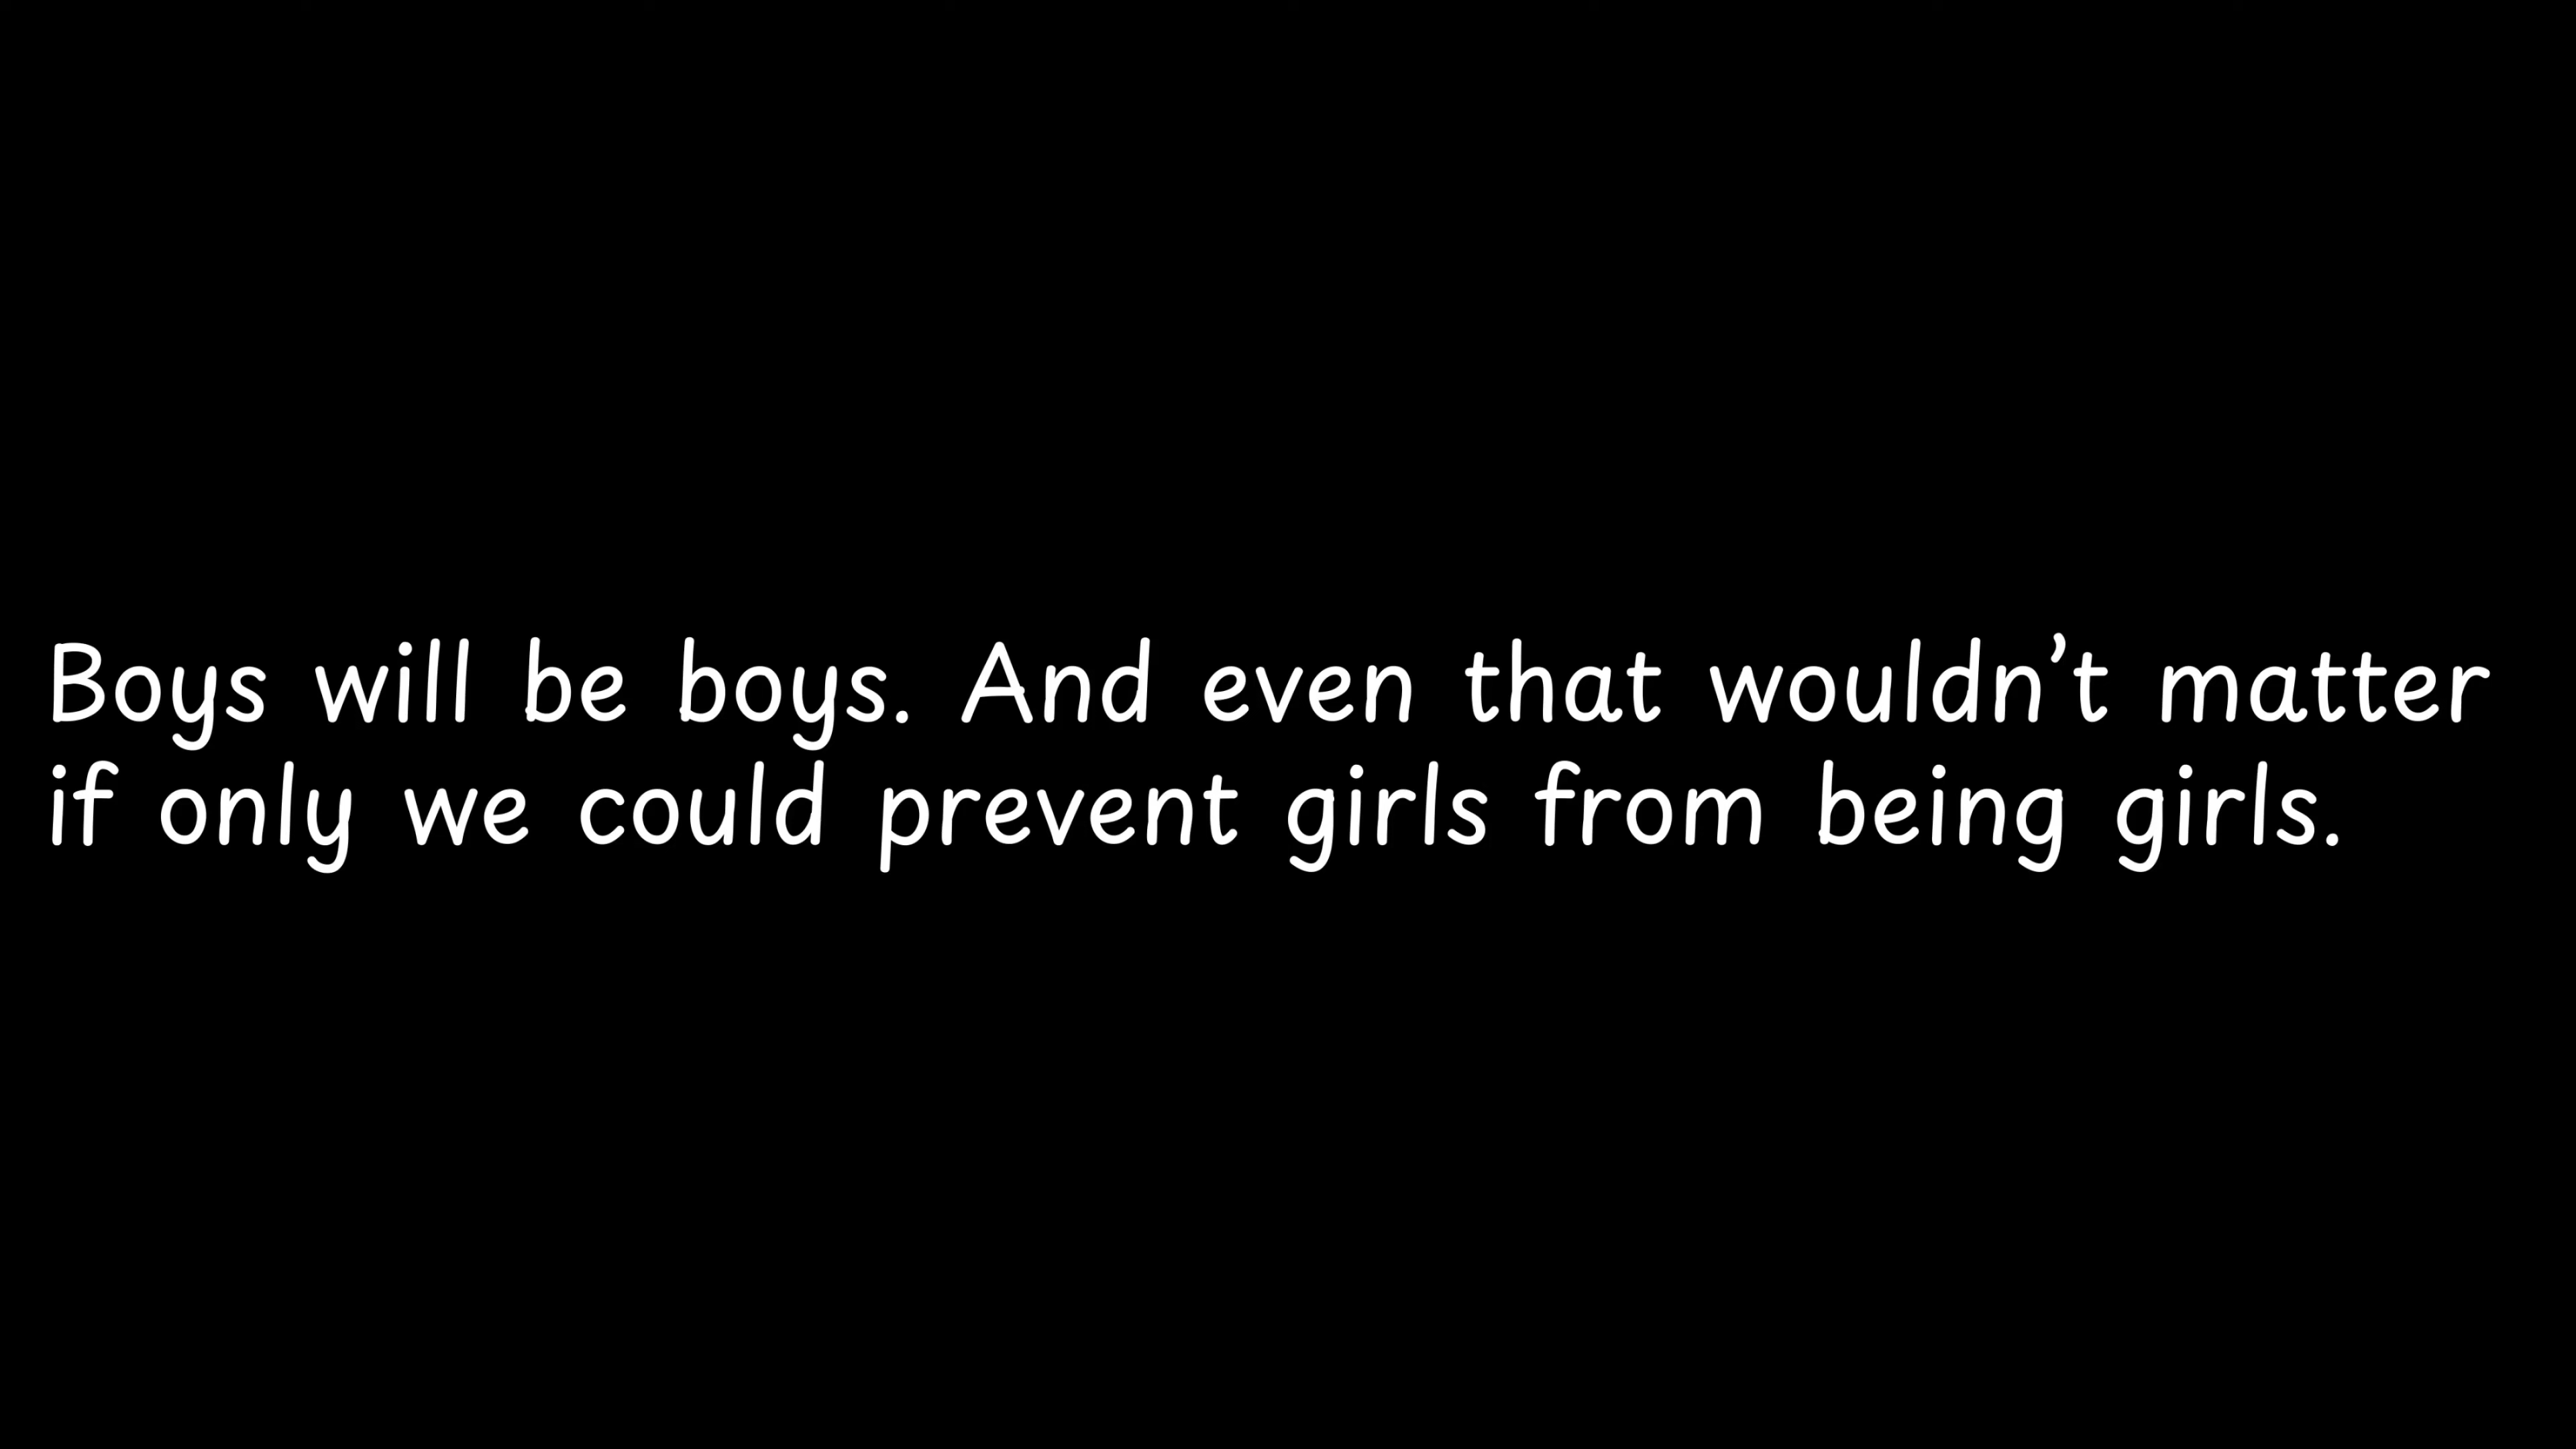 Boys will be boys. And even that wouldn’t matter
if only we could prevent girls from being girls.